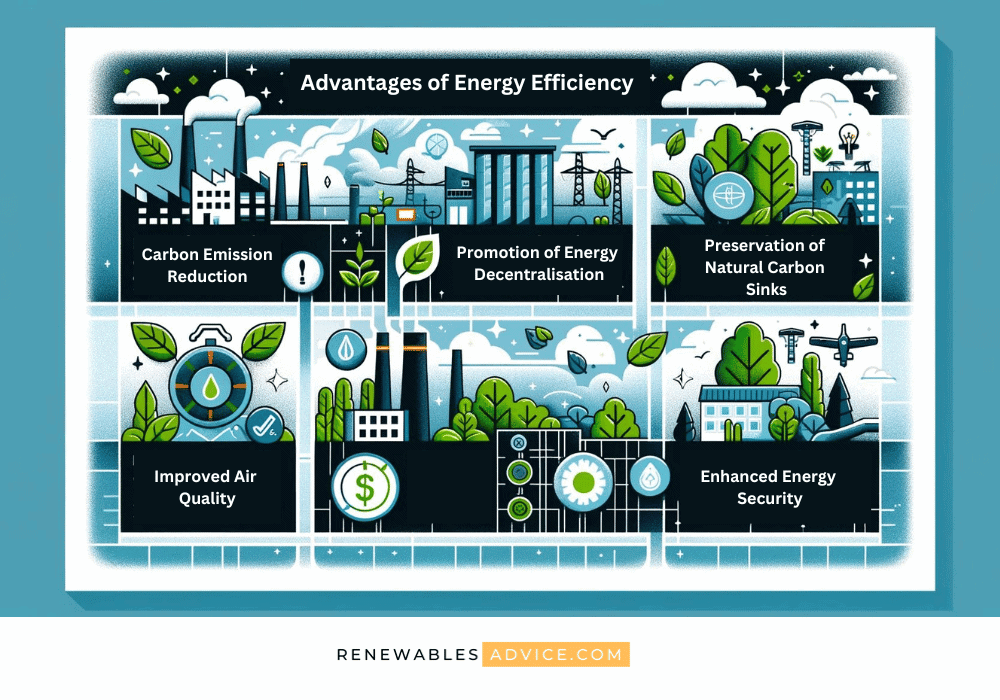 Advantages of Energy Efficiency
Carbon Emission
Reduction
Promotion of Energy
Decentralisation
Preservation of
Natural Carbon
Sinks
Improved Air
Quality
$
Enhanced Energy
Security
RENEWABLES ADVICE.COM